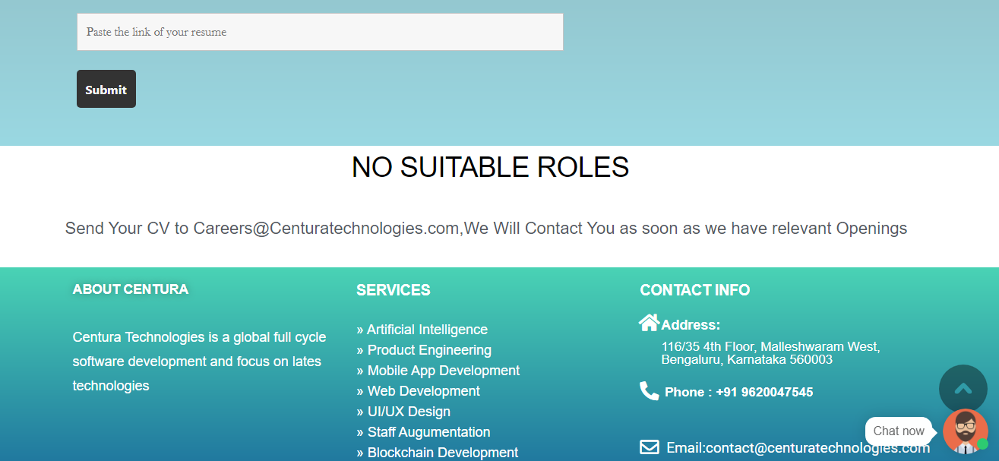 Paste the link of your resume
Submit
NO SUITABLE ROLES
Send Your CV to Careers@Centuratechnologies.com,We Will Contact You as soon as we have relevant Openings
ABOUT CENTURA
Centura Technologies is a global full cycle
software development and focus on lates
technologies
SERVICES
» Artificial Intelligence
» Product Engineering
» Mobile App Development
» Web Development
» UI/UX Design
» Staff Augumentation
» Blockchain Development
CONTACT INFO
Address:
116/35 4th Floor, Malleshwaram West,
Bengaluru, Karnataka 560003
Phone : +91 9620047545
Email:contact@centuratechnologies.com
Chat now